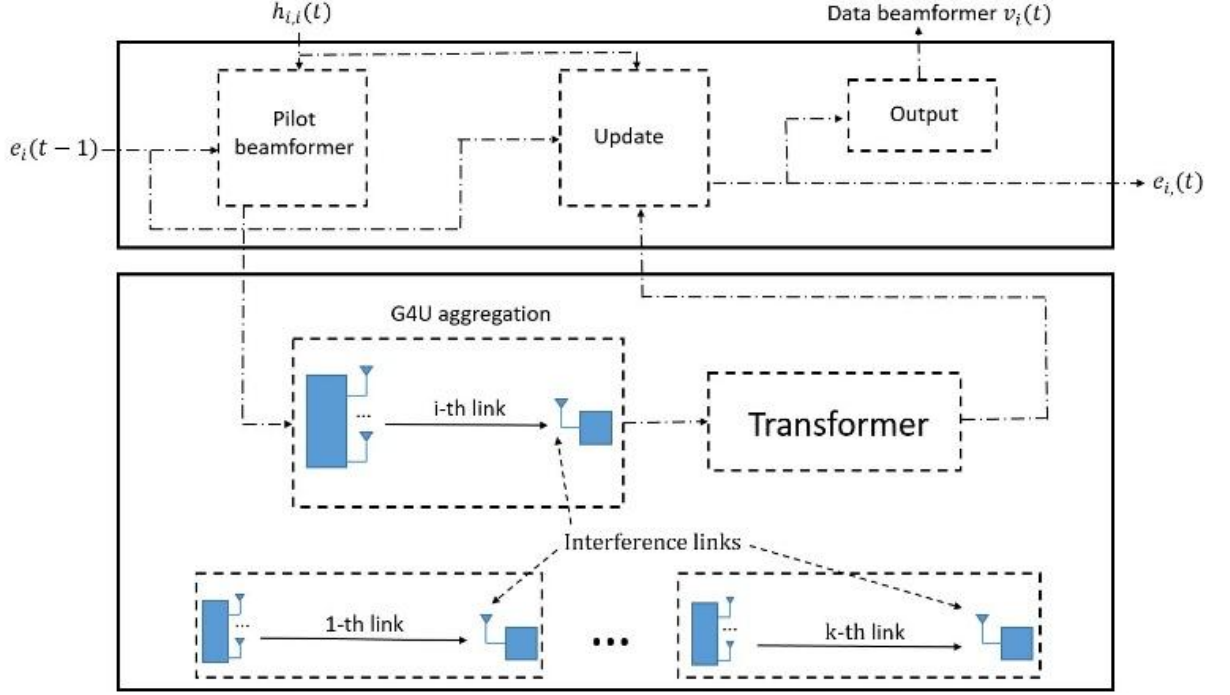 h_{i,i}(t)
Data beamformer v_i(t)
Pilot
beamformer
Update
Output
e_i(t−1)
e_{i,}(t)
G4U aggregation
i-th link
...
Transformer
Interference links
1-th link
...
...
k-th link
...